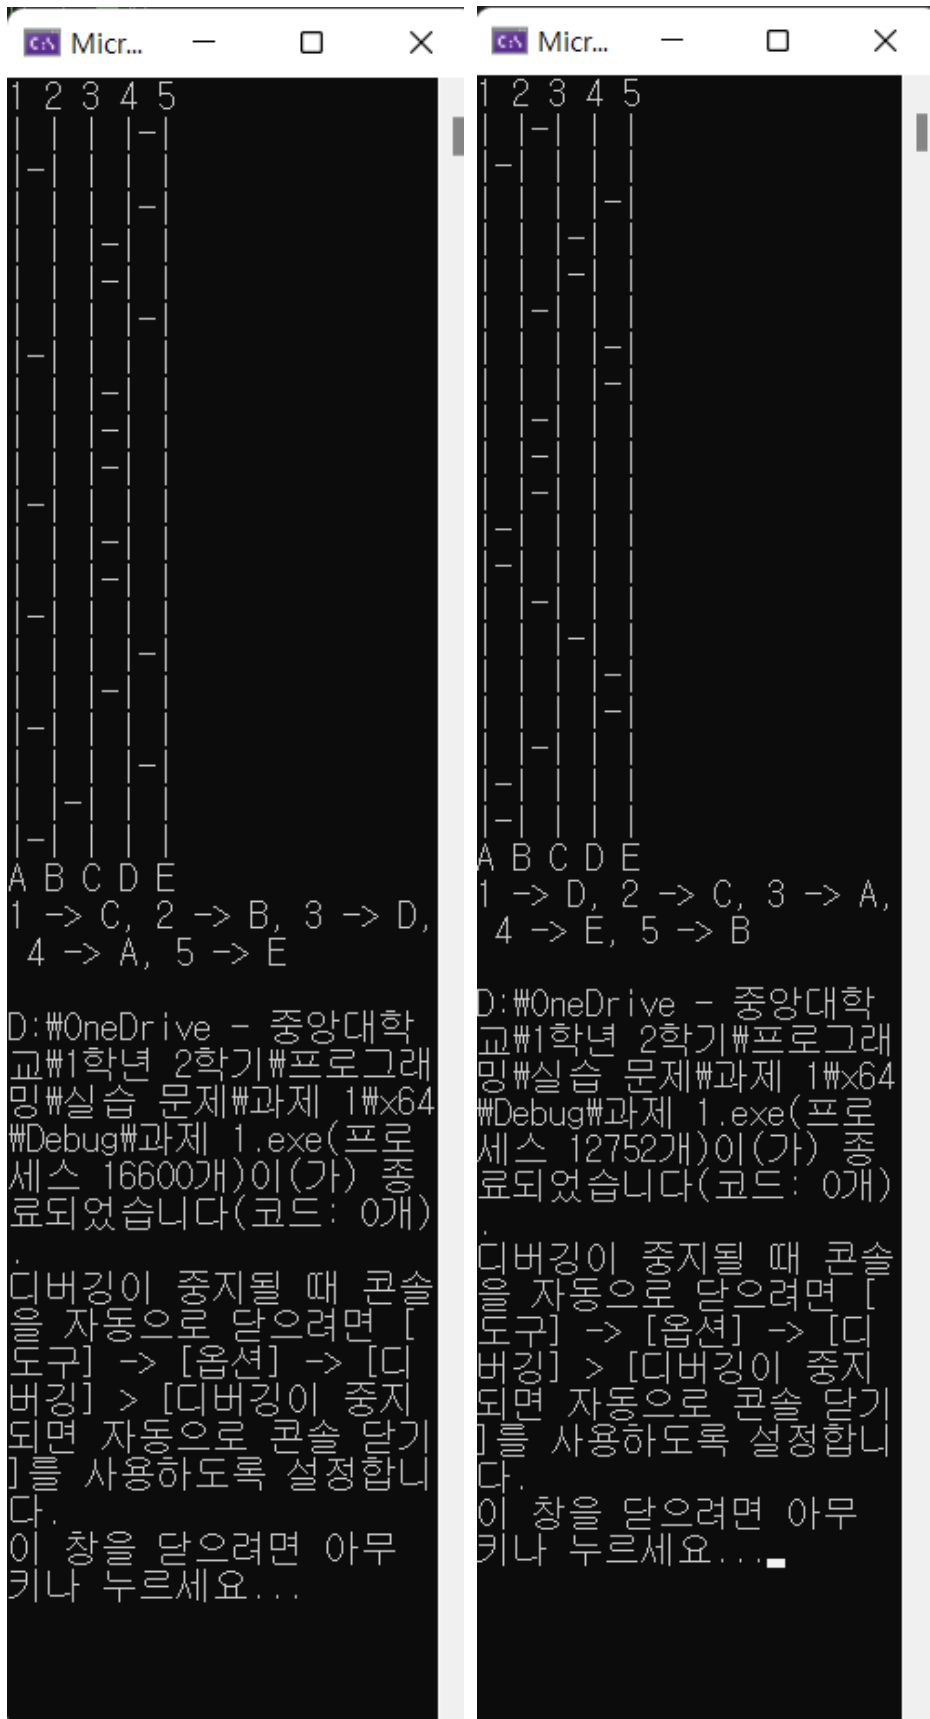 Micr...
1 2 3 4 5
| | | |-|
|-| | | |
| | | |-|
| | |-| |
| | |-| |
| | | |-|
|-| | | |
| | |-| |
| | |-| |
| | |-| |
|-| | | |
| | |-| |
| | |-| |
|-| | | |
| | | |-|
| | |-| |
|-| | | |
| | | |-|
| |-| | |
|-| | | |
A B C D E
1 -> C, 2 -> B, 3 -> D,
4 -> A, 5 -> E
D:₩OneDrive - 중앙대학
교₩1학년 2학기₩프로그래
밍₩실습 문제₩과제 1₩x64
₩Debug₩과제 1.exe(프로
세스 16600개)이(가) 종
료되었습니다(코드: 0개)
.
디버깅이 중지될 때 콘솔
을 자동으로 닫으려면 [
도구] -> [옵션] -> [디
버깅] > [디버깅이 중지
되면 자동으로 콘솔 닫기
]를 사용하도록 설정합니
다.
이 창을 닫으려면 아무
키나 누르세요...
Micr...
1 2 3 4 5
| |-| | |
|-| | | |
| | | |-|
| | |-| |
| | |-| |
| |-| | |
| | | |-|
| | | |-|
| |-| | |
| |-| | |
| |-| | |
|-| | | |
|-| | | |
| |-| | |
| | |-| |
| | | |-|
| | | |-|
| |-| | |
|-| | | |
|-| | | |
A B C D E
1 -> D, 2 -> C, 3 -> A,
4 -> E, 5 -> B
D:₩OneDrive - 중앙대학
교₩1학년 2학기₩프로그래
밍₩실습 문제₩과제 1₩x64
₩Debug₩과제 1.exe(프로
세스 12752개)이(가) 종
료되었습니다(코드: 0개)
.
디버깅이 중지될 때 콘솔
을 자동으로 닫으려면 [
도구] -> [옵션] -> [디
버깅] > [디버깅이 중지
되면 자동으로 콘솔 닫기
]를 사용하도록 설정합니
다.
이 창을 닫으려면 아무
키나 누르세요...